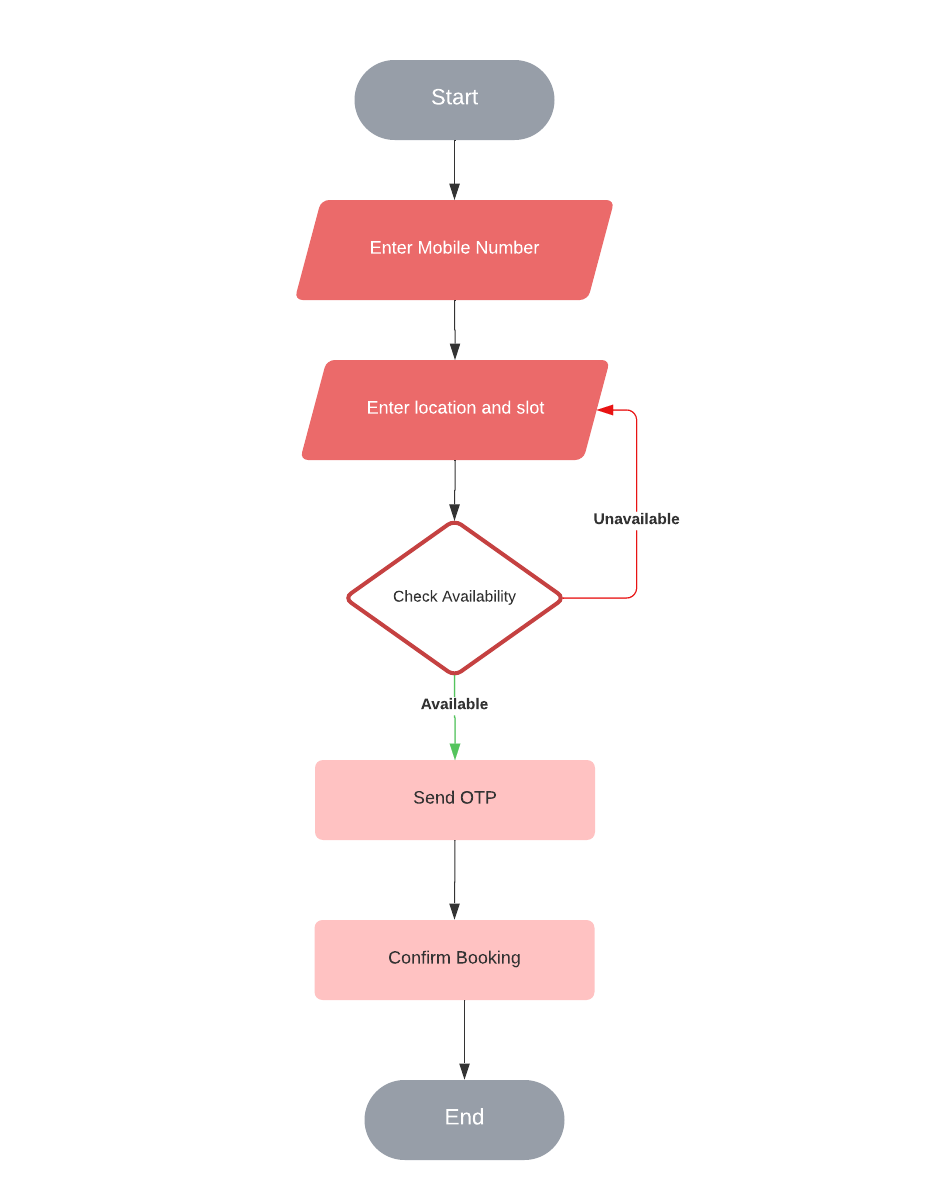 Start
Enter Mobile Number
Enter location and slot
Unavailable
Check Availability
Available
Send OTP
Confirm Booking
End